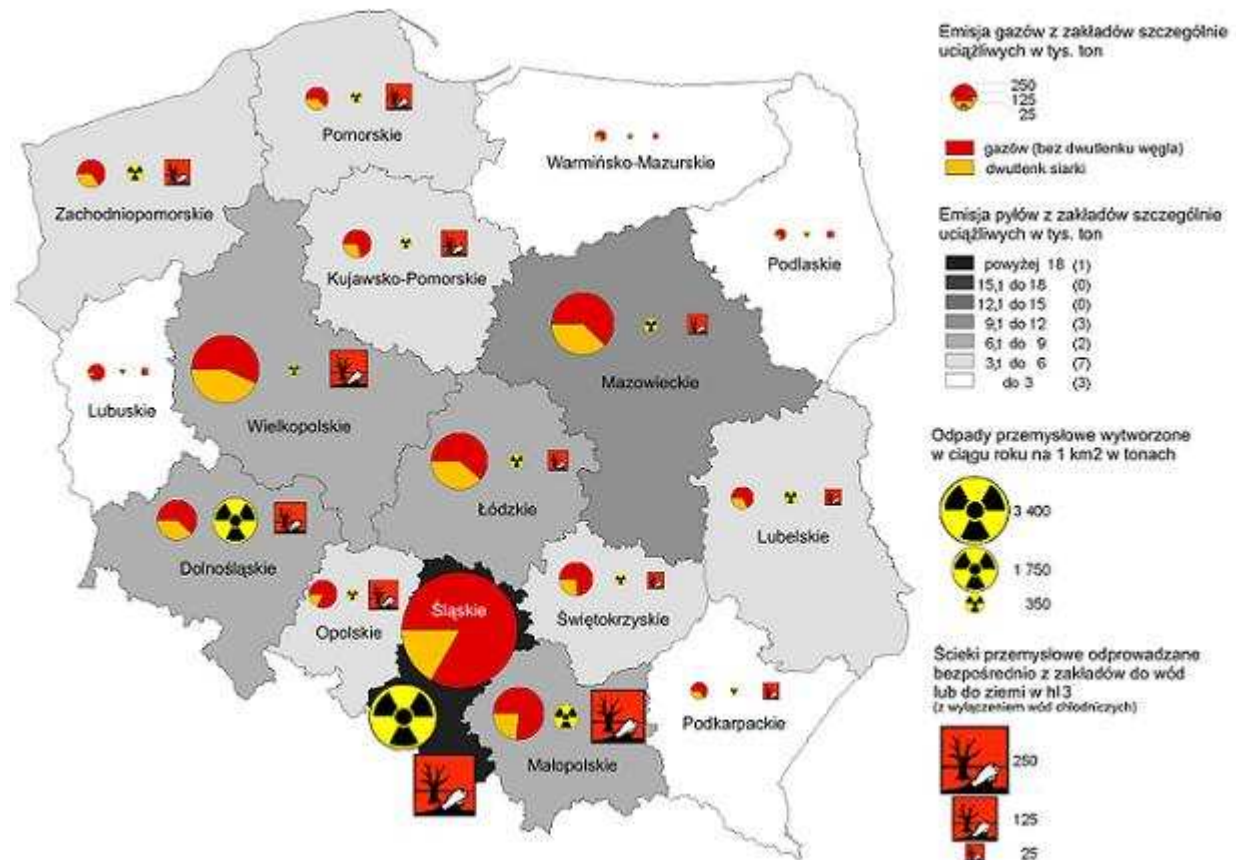 Pomorskie
Warmińsko-Mazurskie
Zachodniopomorskie
Kujawsko-Pomorskie
Podlaskie
Lubuskie
Wielkopolskie
Mazowieckie
Łódzkie
Lubelskie
Dolnośląskie
Opolskie
Śląskie
Świętokrzyskie
Małopolskie
Podkarpackie
Emisja gazów z zakładów szczególnie
uciążliwych w tys. ton
250
125
25
gazów (bez dwutlenku węgla)
dwutlenk siarki
Emisja pyłów z zakładów szczególnie
uciążliwych w tys. ton
powyżej 18 (1)
15,1 do 18 (0)
12,1 do 15 (0)
9,1 do 12 (3)
6,1 do 9 (2)
3,1 do 6 (7)
do 3 (3)
Odpady przemysłowe wytworzone
w ciągu roku na 1 km2 w tonach
3 400
1 750
350
Ścieki przemysłowe odprowadzane
bezpośrednio z zakładów do wód
lub do ziemi w hl3
(z wyłączeniem wód chłodniczych)
250
125
25